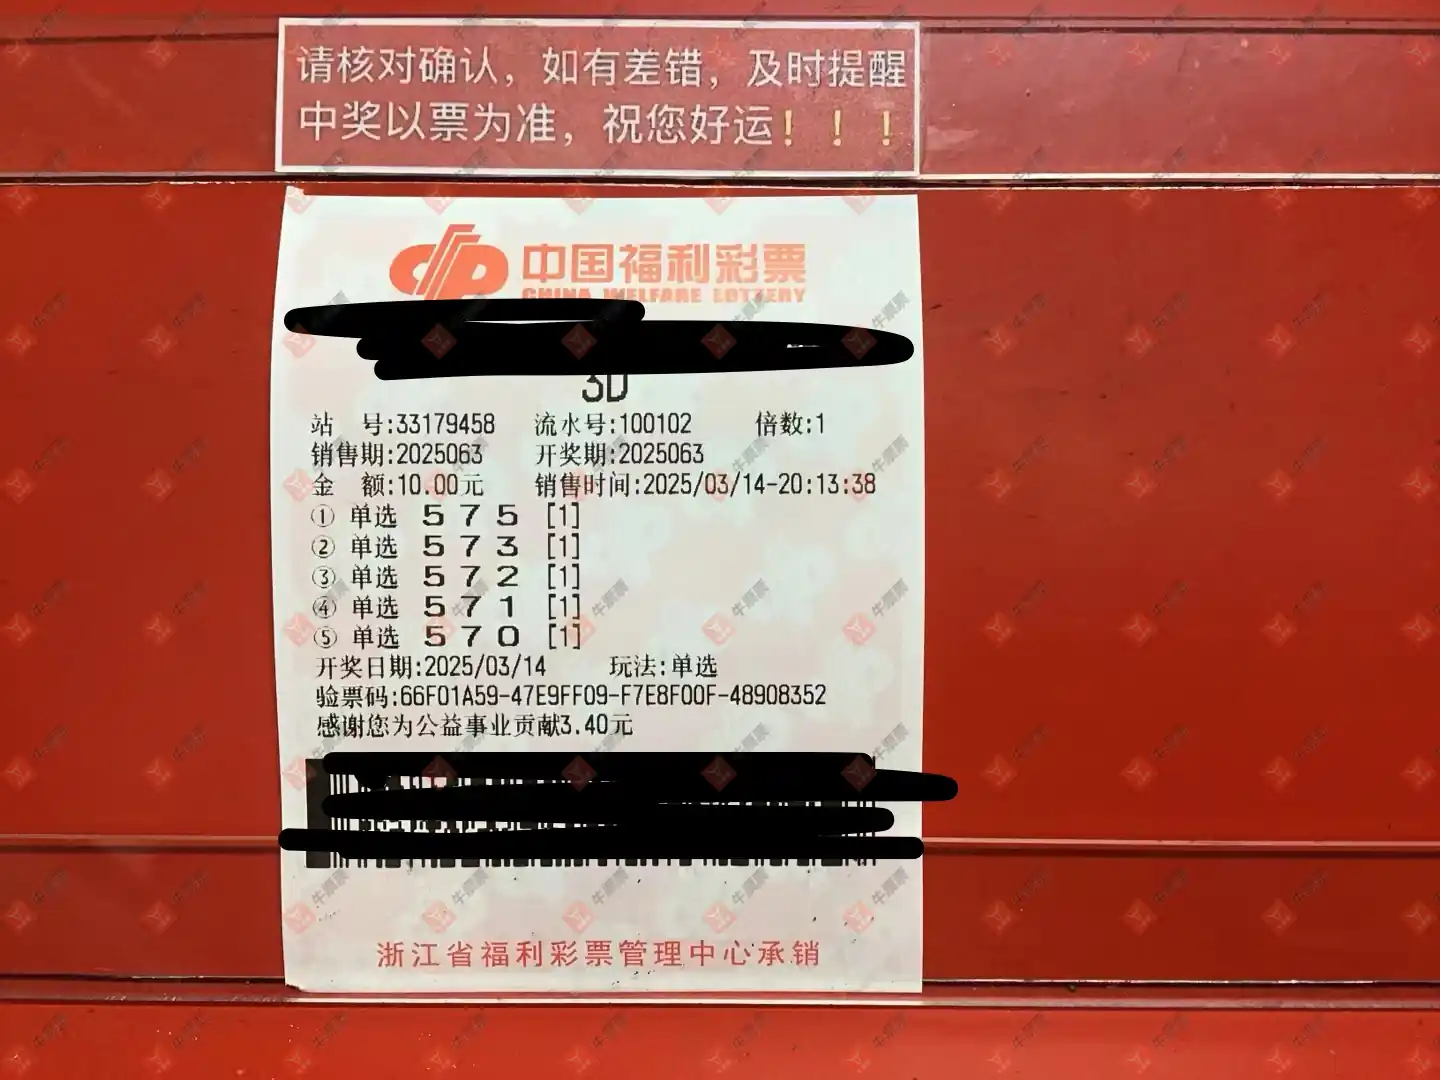 请核对确认，如有差错，及时提醒
中奖以票为准，祝您好运！！！
中国福利彩票
CHINA WELFARE LOTTERY
3D
站 号:33179458 流水号:100102 倍数:1
销售期:2025063 开奖期:2025063
金 额:10.00元 销售时间:2025/03/14-20:13:38
① 单选 5 7 5 [1]
② 单选 5 7 3 [1]
③ 单选 5 7 2 [1]
④ 单选 5 7 1 [1]
⑤ 单选 5 7 0 [1]
开奖日期:2025/03/14 玩法:单选
验票码:66F01A59-47E9FF09-F7E8F00F-48908352
感谢您为公益事业贡献3.40元
浙江省福利彩票管理中心承销